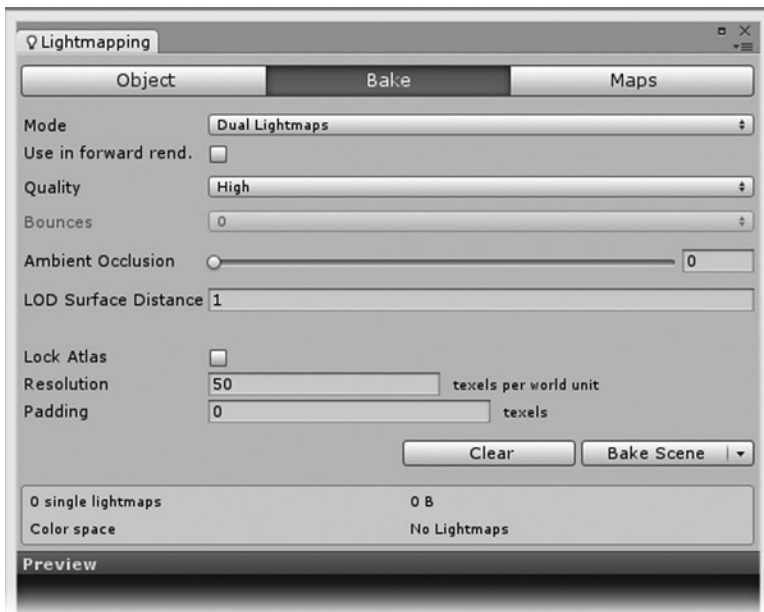 Lightmapping
Object Bake Maps
Mode Dual Lightmaps
Use in forward rend.
Quality High
Bounces 0
Ambient Occlusion 0
LOD Surface Distance 1
Lock Atlas
Resolution 50 texels per world unit
Padding 0 texels
Clear Bake Scene
0 single lightmaps 0 B
Color space No Lightmaps
Preview